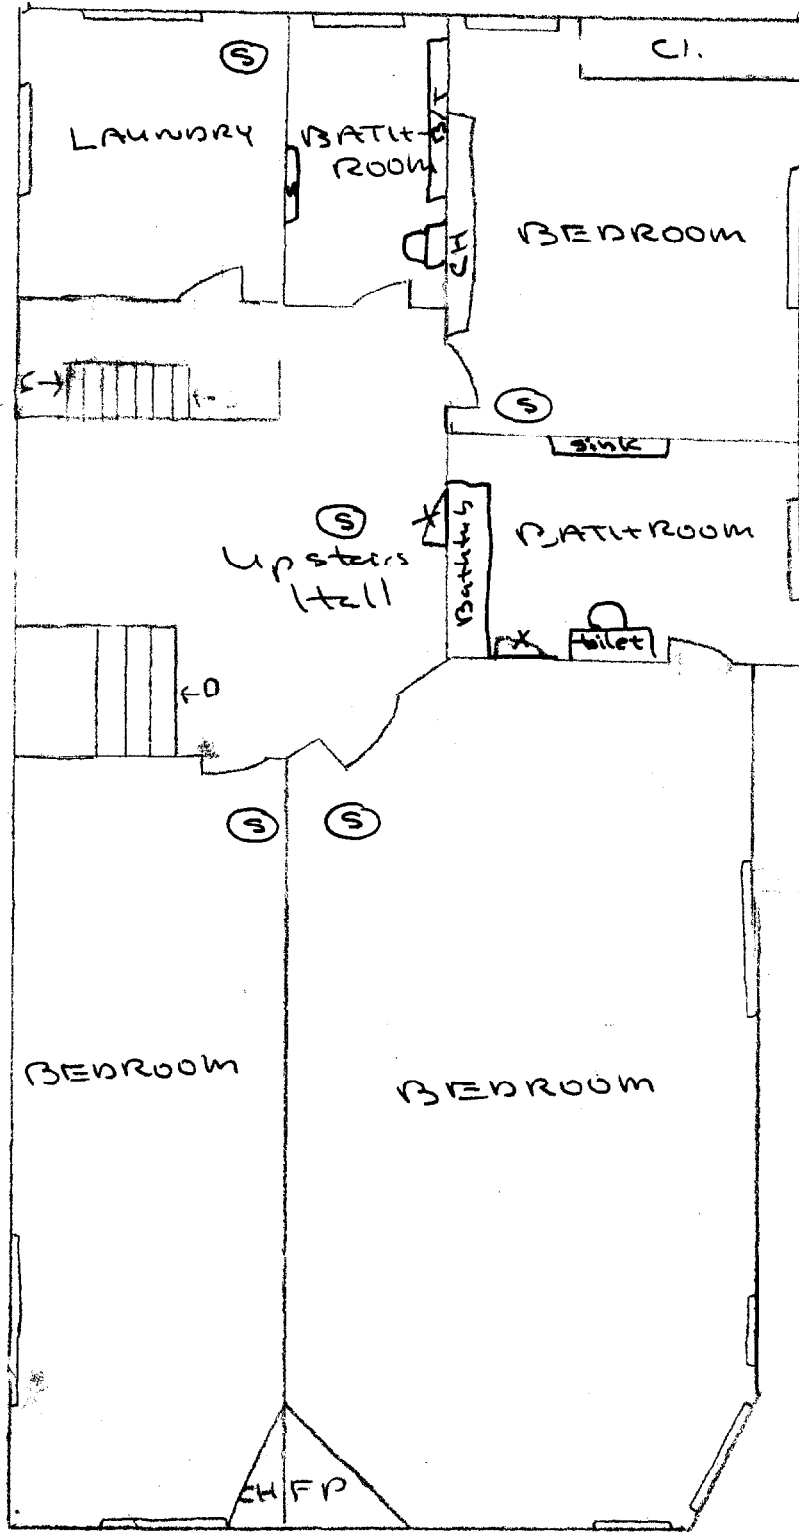 S
Cl.
LAUNDRY
BATH-
ROOM
B/T
S
BEDROOM
CH
S
sink
S
X
Upstairs
Hall
Bathtub
BATHROOM
X
toilet
←D
S
S
BEDROOM
BEDROOM
CH FP